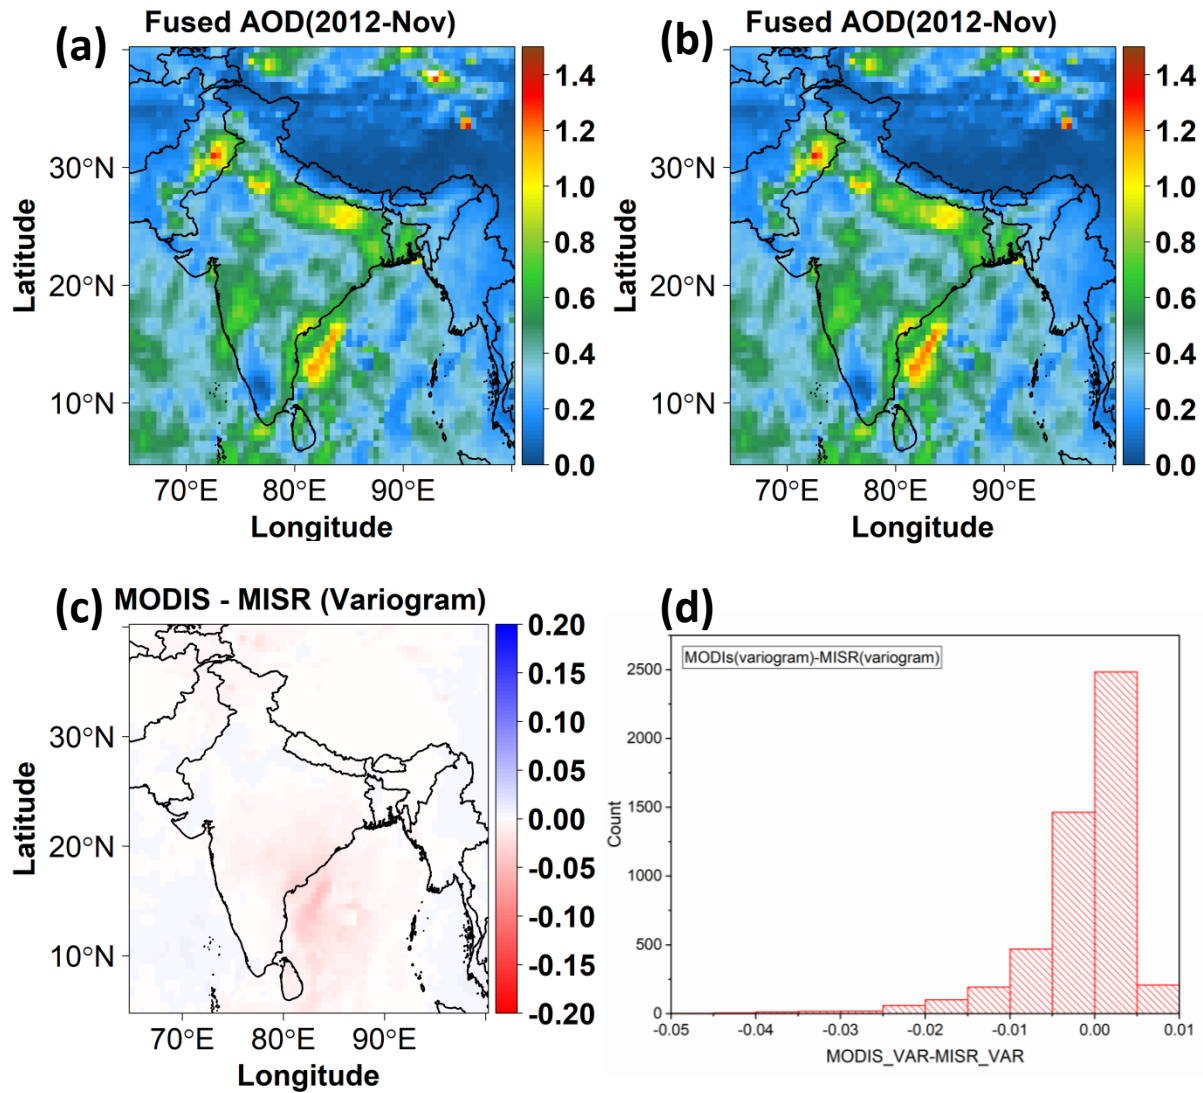 (a) Fused AOD(2012-Nov)
1.4
1.2
1.0
0.8
0.6
0.4
0.2
0.0
30°N
20°N
10°N
Latitude
70°E 80°E 90°E
Longitude
(b) Fused AOD(2012-Nov)
1.4
1.2
1.0
0.8
0.6
0.4
0.2
0.0
30°N
20°N
10°N
Latitude
70°E 80°E 90°E
Longitude
(c) MODIS - MISR (Variogram)
0.20
0.15
0.10
0.05
0.00
-0.05
-0.10
-0.15
-0.20
30°N
20°N
10°N
Latitude
70°E 80°E 90°E
Longitude
(d)
MODIs(variogram)-MISR(variogram)
2500
2000
1500
1000
500
0
Count
-0.05 -0.04 -0.03 -0.02 -0.01 0.00 0.01
MODIS_VAR-MISR_VAR